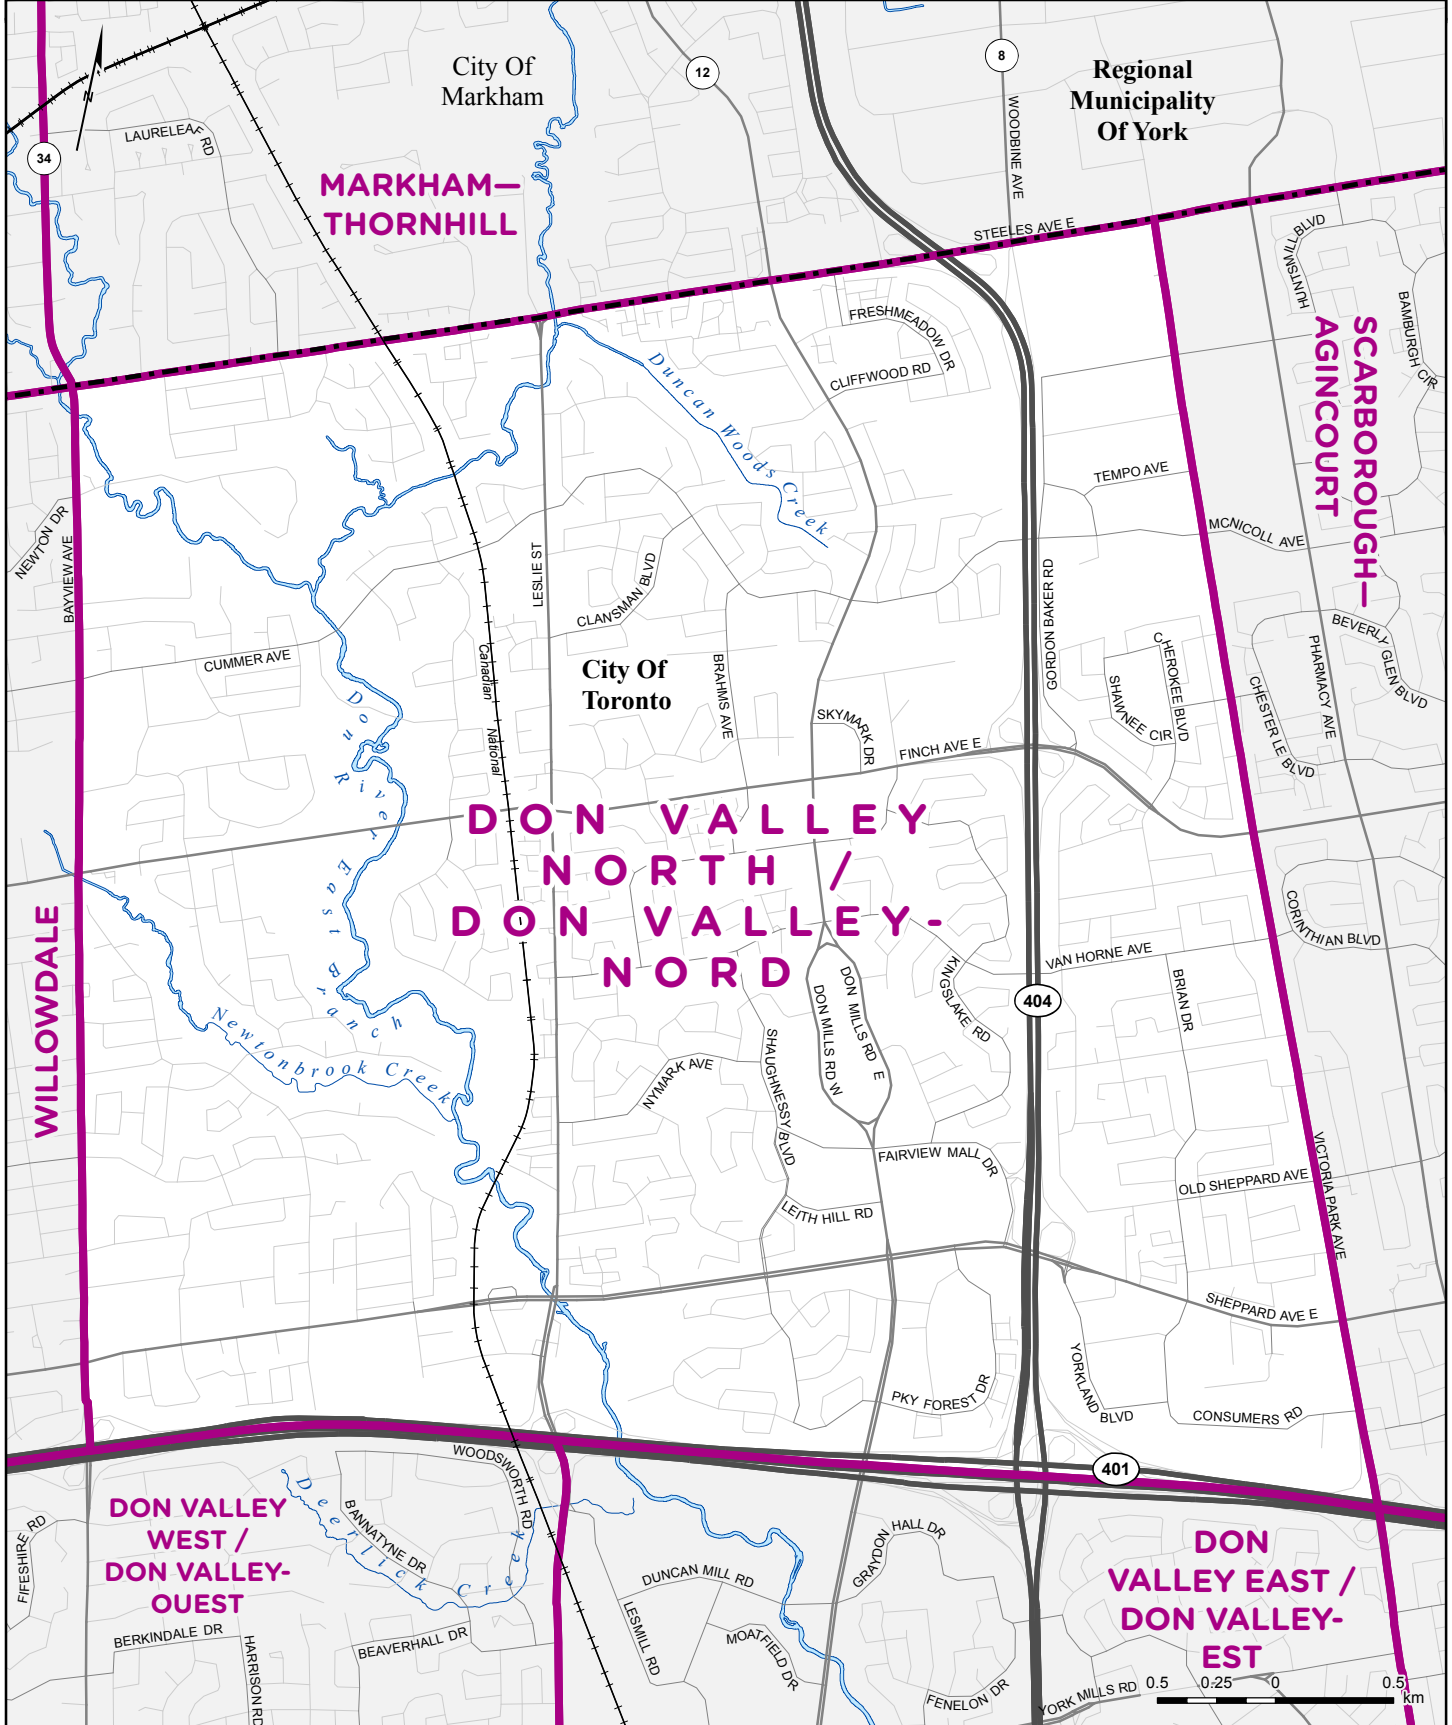 City Of
Markham
12
8
Regional
Municipality
Of York
WOODBINE AVE
N
LAURELEAF RD
34
MARKHAM—
THORNHILL
STEELES AVE E
HUNTSMILL BLVD
BAMBURGH CIR
SCARBOROUGH—
AGINCOURT
FRESHMEADOW DR
CLIFFWOOD RD
Duncan Woods Creek
TEMPO AVE
MCNICOLL AVE
NEWTON DR
BAYVIEW AVE
LESLIE ST
CLANSMAN BLVD
GORDON BAKER RD
CUMMER AVE
Canadian National
City Of
Toronto
BRAHMS AVE
SKYMARK DR
FINCH AVE E
SHAWNEE CIR
CHEROKEE BLVD
CHESTER LE BLVD
PHARMACY AVE
BEVERLY GLEN BLVD
Don River East Branch
DON VALLEY
NORTH /
DON VALLEY-
NORD
WILLOWDALE
CORINTHIAN BLVD
VAN HORNE AVE
KINGSLAKE RD
BRIAN DR
404
DON MILLS RD E
DON MILLS RD W
Newtonbrook Creek
NYMARK AVE
SHAUGHNESSY BLVD
FAIRVIEW MALL DR
OLD SHEPPARD AVE
VICTORIA PARK AVE
LEITH HILL RD
SHEPPARD AVE E
YORKLAND BLVD
PKY FOREST DR
CONSUMERS RD
401
WOODSWORTH RD
DON VALLEY
WEST /
DON VALLEY-
OUEST
FIFESHIRE RD
BANNATYNE DR
Deerlick Creek
BERKINDALE DR
HARRISON RD
BEAVERHALL DR
DUNCAN MILL RD
LESMILL RD
MOATFIELD DR
GRAYDON HALL DR
FENELON DR
YORK MILLS RD
DON
VALLEY EAST /
DON VALLEY-
EST
0.5 0.25 0 0.5
km